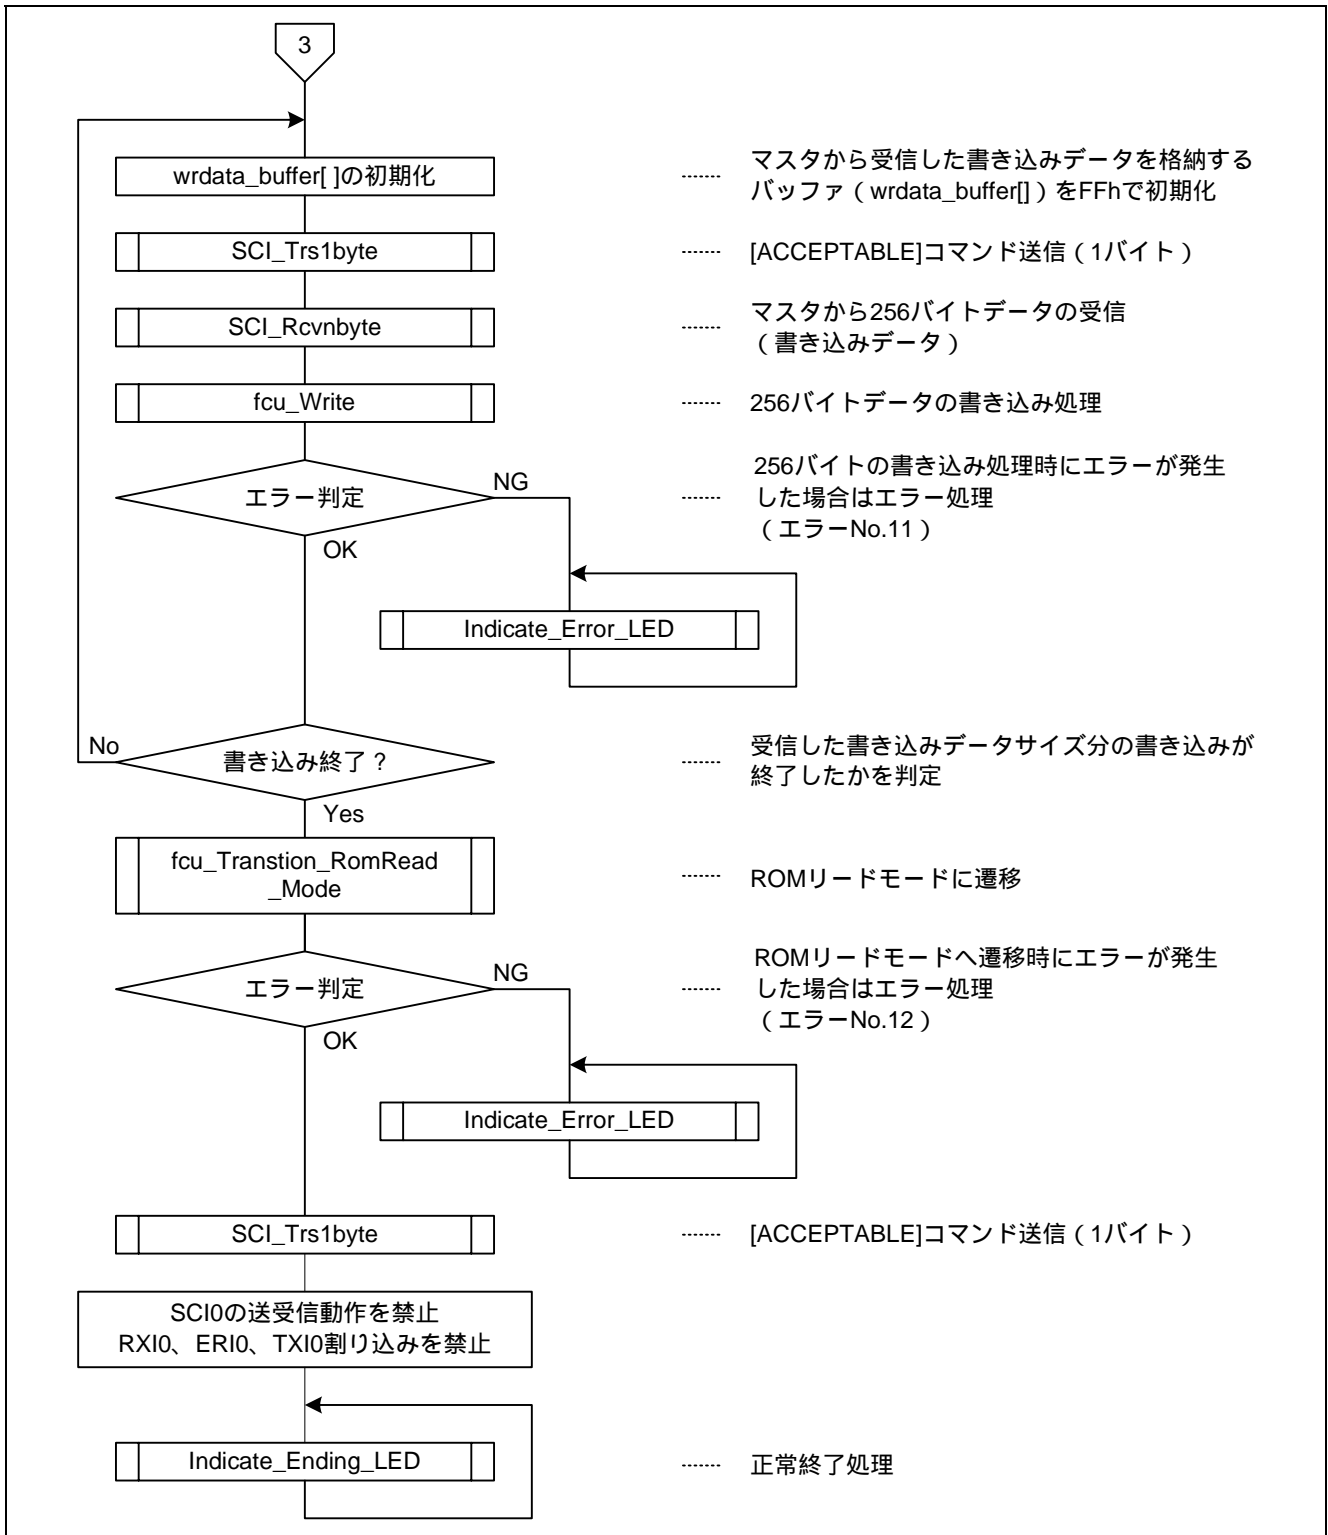 3
wrdata_buffer[ ]の初期化
マスタから受信した書き込みデータを格納する
バッファ（wrdata_buffer[]）をFFhで初期化
SCI_Trs1byte
[ACCEPTABLE]コマンド送信（1バイト）
SCI_Rcvnbyte
マスタから256バイトデータの受信
（書き込みデータ）
fcu_Write
256バイトデータの書き込み処理
エラー判定
NG
OK
256バイトの書き込み処理時にエラーが発生
した場合はエラー処理
（エラーNo.11）
Indicate_Error_LED
No
書き込み終了？
Yes
受信した書き込みデータサイズ分の書き込みが
終了したかを判定
fcu_Transtion_RomRead
_Mode
ROMリードモードに遷移
エラー判定
NG
OK
ROMリードモードへ遷移時にエラーが発生
した場合はエラー処理
（エラーNo.12）
Indicate_Error_LED
SCI_Trs1byte
[ACCEPTABLE]コマンド送信（1バイト）
SCI0の送受信動作を禁止
RXI0、ERI0、TXI0割り込みを禁止
Indicate_Ending_LED
正常終了処理